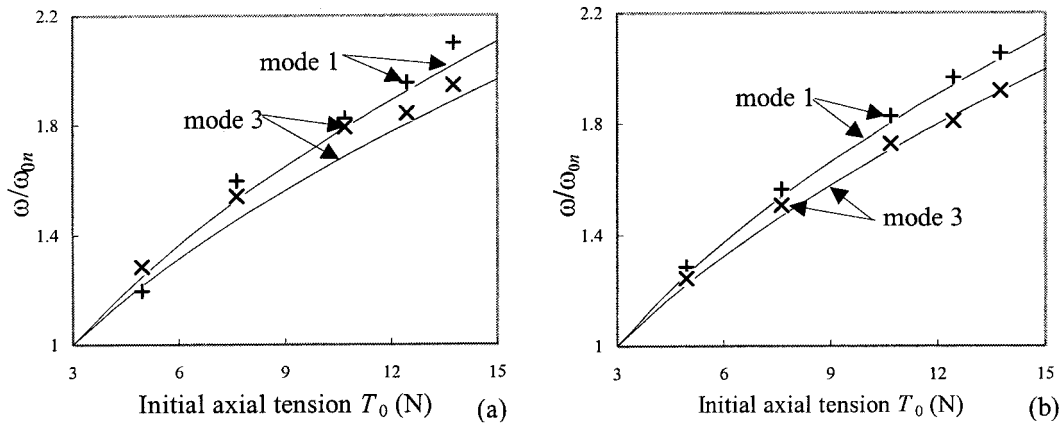 2.2
mode 1
1.8
mode 3
ω/ω0n
1.4
1
3 6 9 12 15
Initial axial tension T0 (N) (a)
2.2
mode 1
1.8
ω/ω0n
mode 3
1.4
1
3 6 9 12 15
Initial axial tension T0 (N) (b)